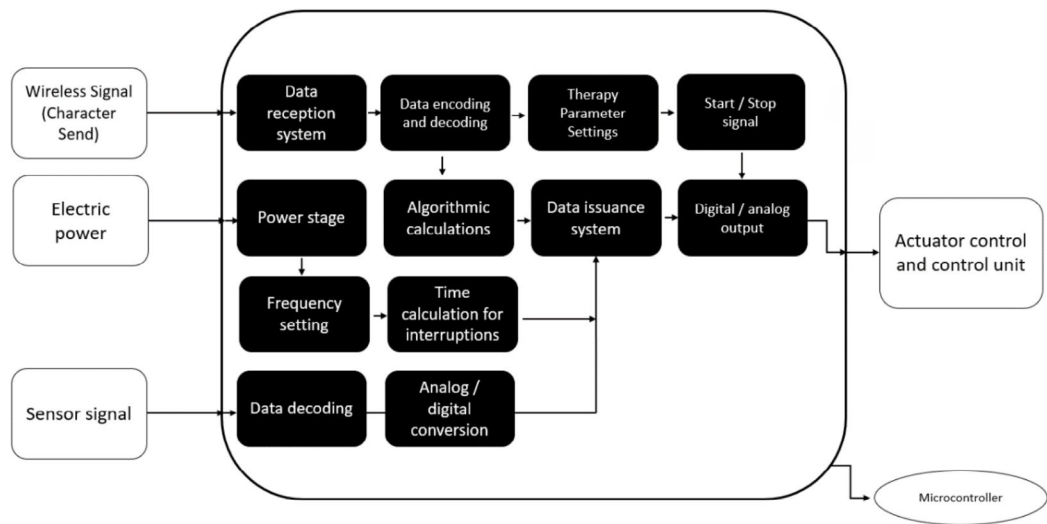 Wireless Signal
(Character
Send)
Data
reception
system
Data encoding
and decoding
Therapy
Parameter
Settings
Start / Stop
signal
Electric
power
Power stage
Algorithmic
calculations
Data issuance
system
Digital / analog
output
Actuator control
and control unit
Frequency
setting
Time
calculation for
interruptions
Sensor signal
Data decoding
Analog /
digital
conversion
Microcontroller